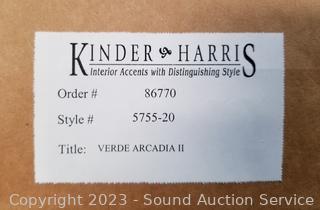 KINDER HARRIS
Interior Accents with Distinguishing Style
Order # 86770
Style # 5755-20
Title: VERDE ARCADIA II
Copyright 2023 - Sound Auction Service